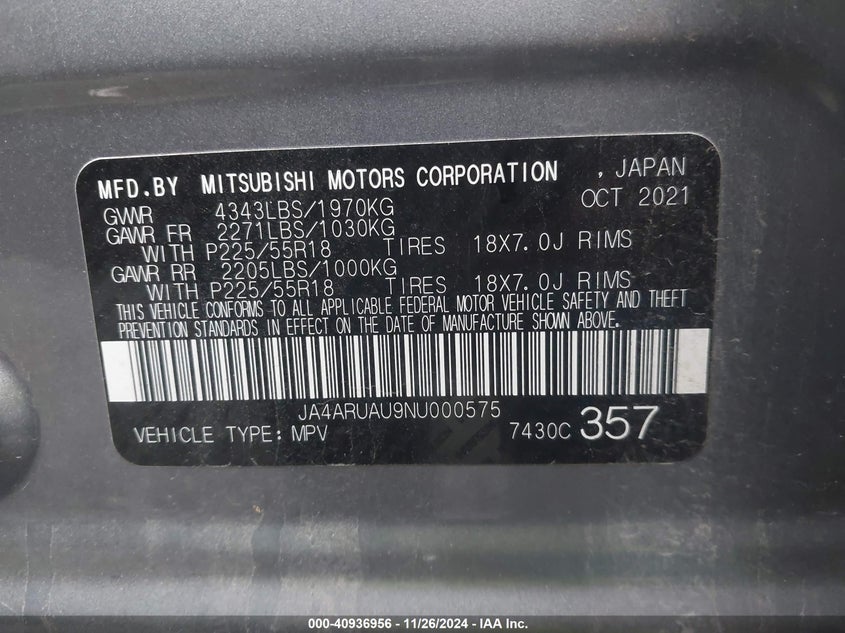 MFD.BY MITSUBISHI MOTORS CORPORATION , JAPAN
GVWR 4343LBS/1970KG OCT 2021
GAWR FR 2271LBS/1030KG
WITH P225/55R18 TIRES 18X7.0J RIMS
GAWR RR 2205LBS/1000KG
WITH P225/55R18 TIRES 18X7.0J RIMS
THIS VEHICLE CONFORMS TO ALL APPLICABLE FEDERAL MOTOR VEHICLE SAFETY AND THEFT
PREVENTION STANDARDS IN EFFECT ON THE DATE OF MANUFACTURE SHOWN ABOVE.
JA4ARUAU9NU000575
VEHICLE TYPE: MPV 7430C 357
000-40936956 - 11/26/2024 - IAA Inc.